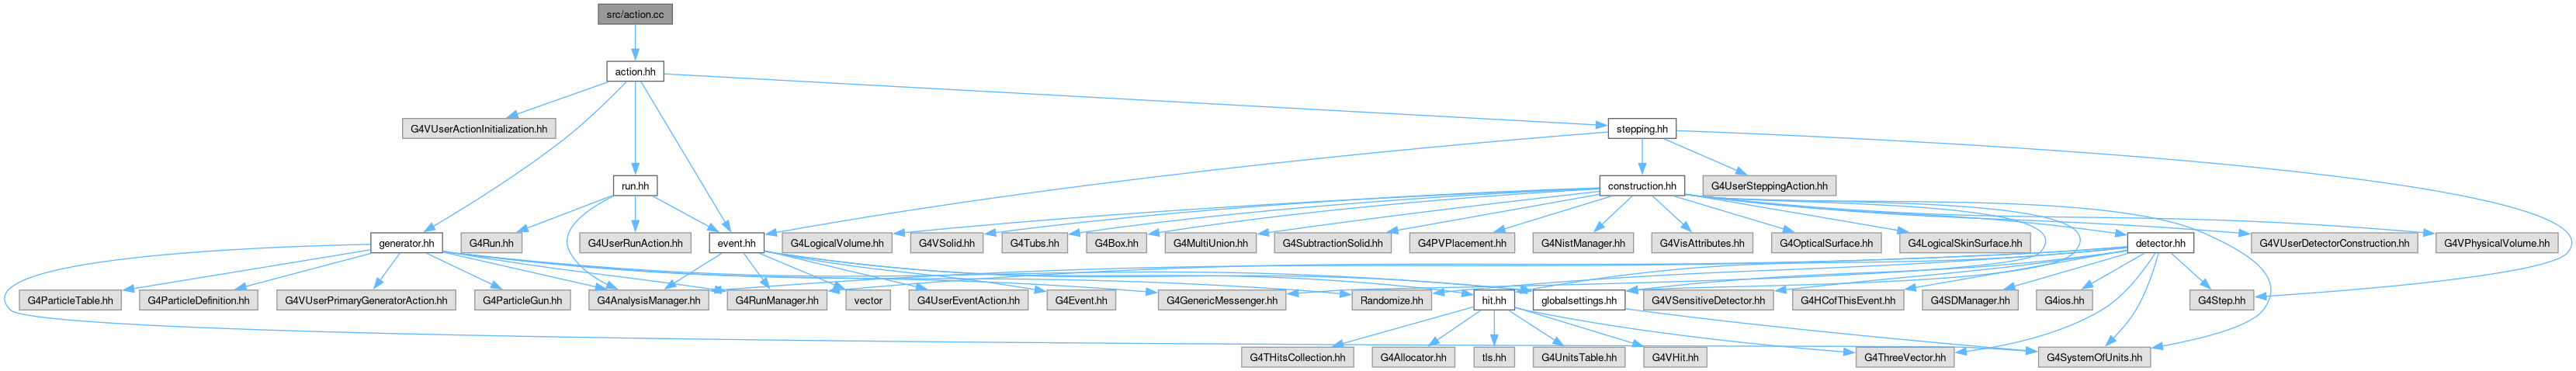 src/action.cc
action.hh
G4VUserActionInitialization.hh
stepping.hh
run.hh
construction.hh
G4UserSteppingAction.hh
generator.hh
G4Run.hh
G4UserRunAction.hh
event.hh
G4LogicalVolume.hh
G4VSolid.hh
G4Tubs.hh
G4Box.hh
G4MultiUnion.hh
G4SubtractionSolid.hh
G4PVPlacement.hh
G4NistManager.hh
G4VisAttributes.hh
G4OpticalSurface.hh
G4LogicalSkinSurface.hh
detector.hh
G4VUserDetectorConstruction.hh
G4VPhysicalVolume.hh
G4ParticleTable.hh
G4ParticleDefinition.hh
G4VUserPrimaryGeneratorAction.hh
G4ParticleGun.hh
G4AnalysisManager.hh
G4RunManager.hh
vector
G4UserEventAction.hh
G4Event.hh
G4GenericMessenger.hh
Randomize.hh
hit.hh
globalsettings.hh
G4VSensitiveDetector.hh
G4HCofThisEvent.hh
G4SDManager.hh
G4ios.hh
G4Step.hh
G4THitsCollection.hh
G4Allocator.hh
tls.hh
G4UnitsTable.hh
G4VHit.hh
G4ThreeVector.hh
G4SystemOfUnits.hh